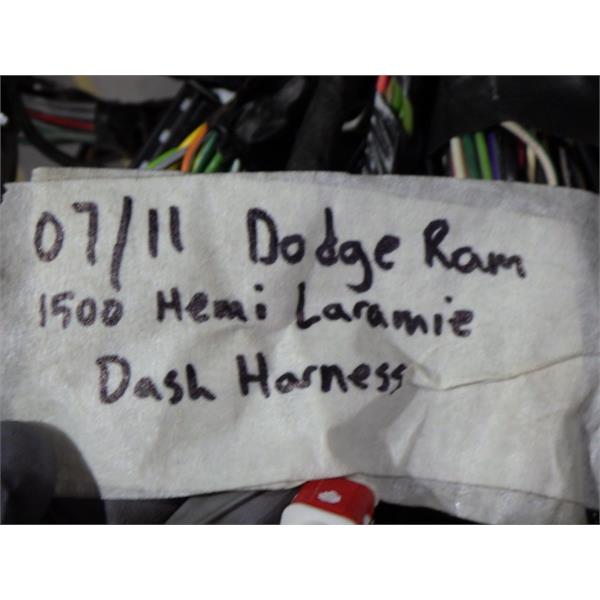 07/11 Dodge Ram
1500 Hemi Laramie
Dash Harness